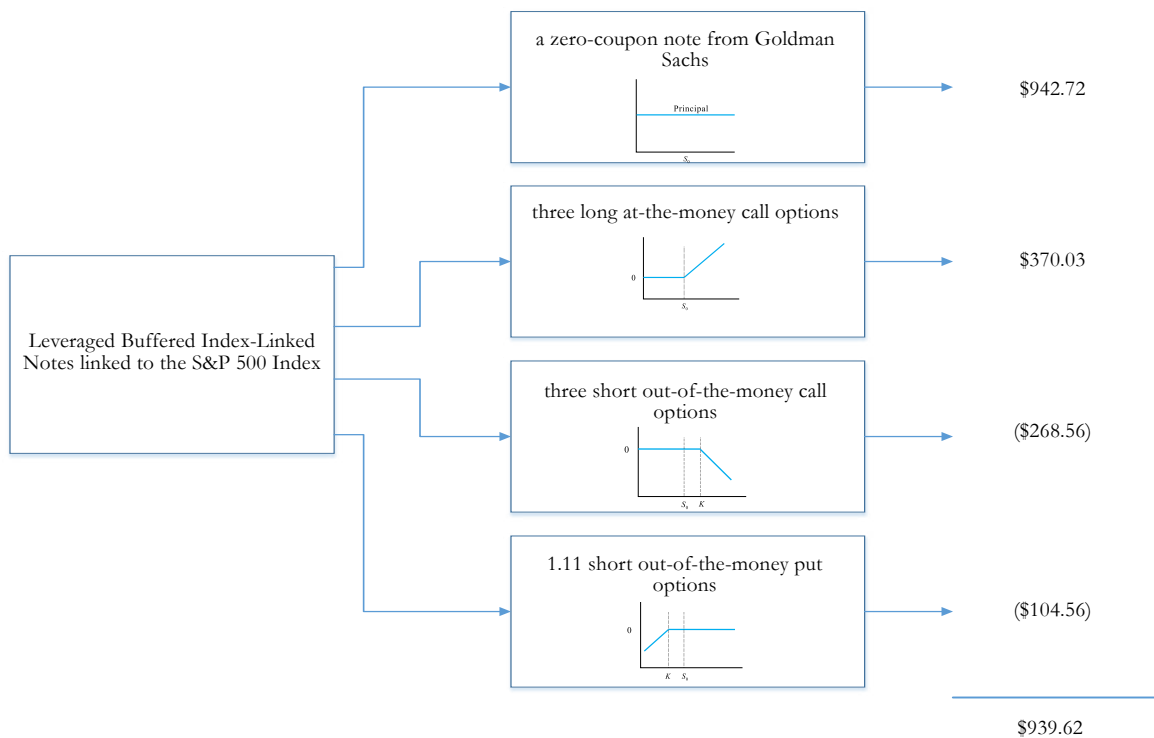 a zero-coupon note from Goldman
Sachs
Principal
S₀
$942.72
three long at-the-money call options
0
S₀
$370.03
Leveraged Buffered Index-Linked
Notes linked to the S&P 500 Index
three short out-of-the-money call
options
0
S₀ K
($268.56)
1.11 short out-of-the-money put
options
0
K S₀
($104.56)
$939.62